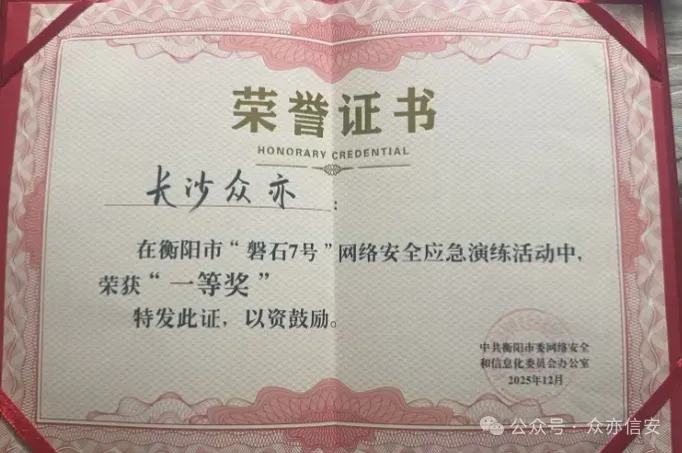 荣誉证书
HONORARY CREDENTIAL
长沙众亦：
在衡阳市“磐石7号”网络安全应急演练活动中，
荣获“一等奖”
特发此证，以资鼓励。
中共衡阳市委网络安全
和信息化委员会办公室
2025年12月
公众号：众亦信安